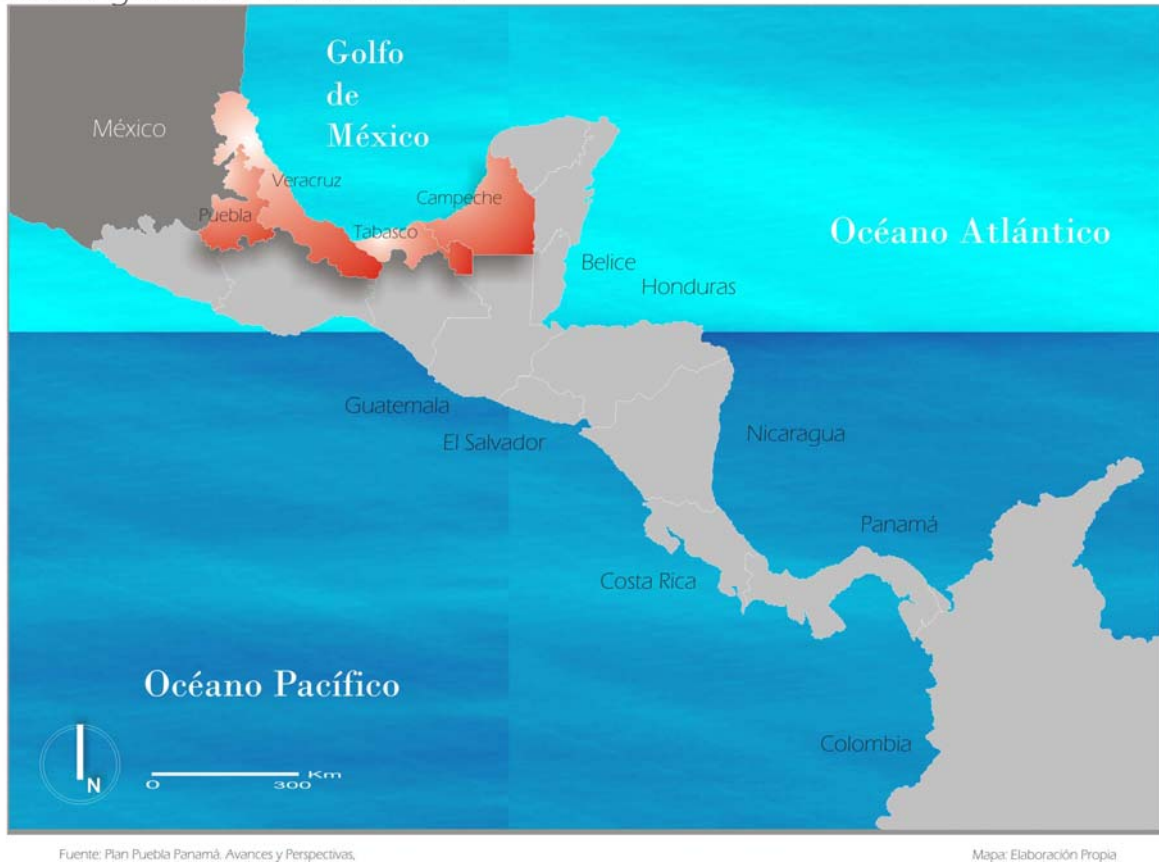 Golfo
de
México
México
Veracruz
Campeche
Puebla
Tabasco
Océano Atlántico
Belice
Honduras
Guatemala
El Salvador
Nicaragua
Panamá
Costa Rica
Océano Pacífico
Colombia
N
0 300 Km
Fuente: Plan Puebla Panamá. Avances y Perspectivas,
Mapa: Elaboración Propia